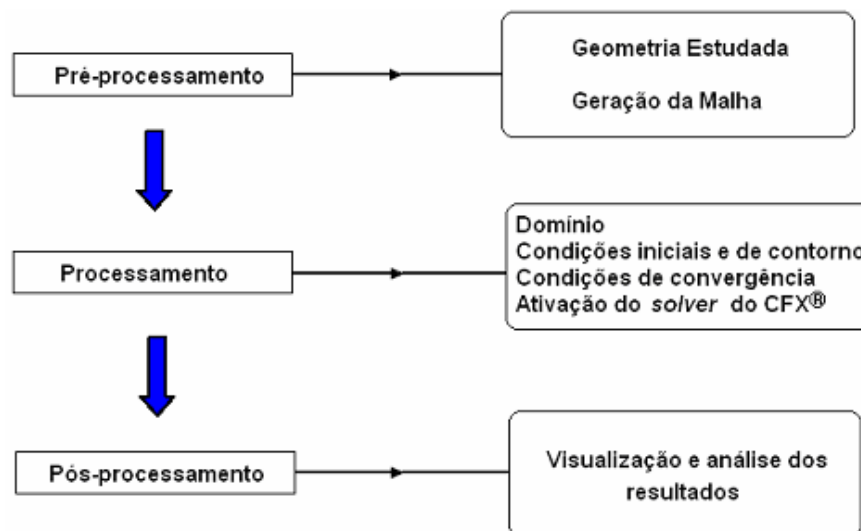 Pré-processamento
Geometria Estudada
Geração da Malha
Processamento
Domínio
Condições iniciais e de contorno
Condições de convergência
Ativação do solver do CFX®
Pós-processamento
Visualização e análise dos
resultados